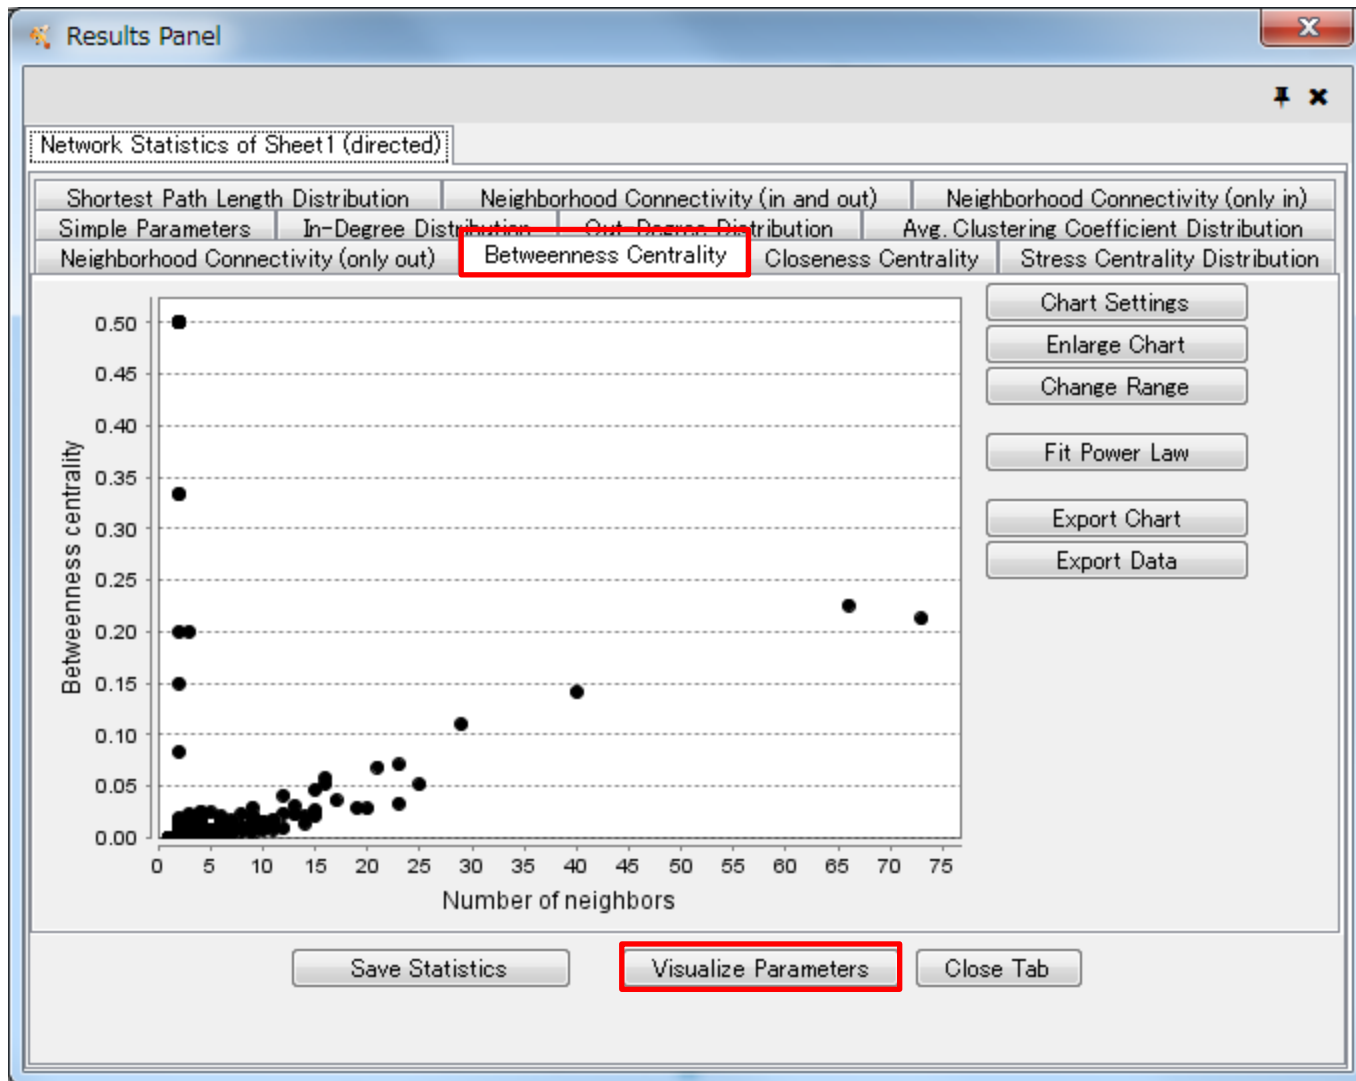 Results Panel
Network Statistics of Sheet1 (directed)
Shortest Path Length Distribution Neighborhood Connectivity (in and out) Neighborhood Connectivity (only in)
Simple Parameters In-Degree Distribution Out-Degree Distribution Avg. Clustering Coefficient Distribution
Neighborhood Connectivity (only out) Betweenness Centrality Closeness Centrality Stress Centrality Distribution
Chart Settings
Enlarge Chart
Change Range
Fit Power Law
Export Chart
Export Data
Betweenness centrality
0.50
0.45
0.40
0.35
0.30
0.25
0.20
0.15
0.10
0.05
0.00
0 5 10 15 20 25 30 35 40 45 50 55 60 65 70 75
Number of neighbors
Save Statistics Visualize Parameters Close Tab